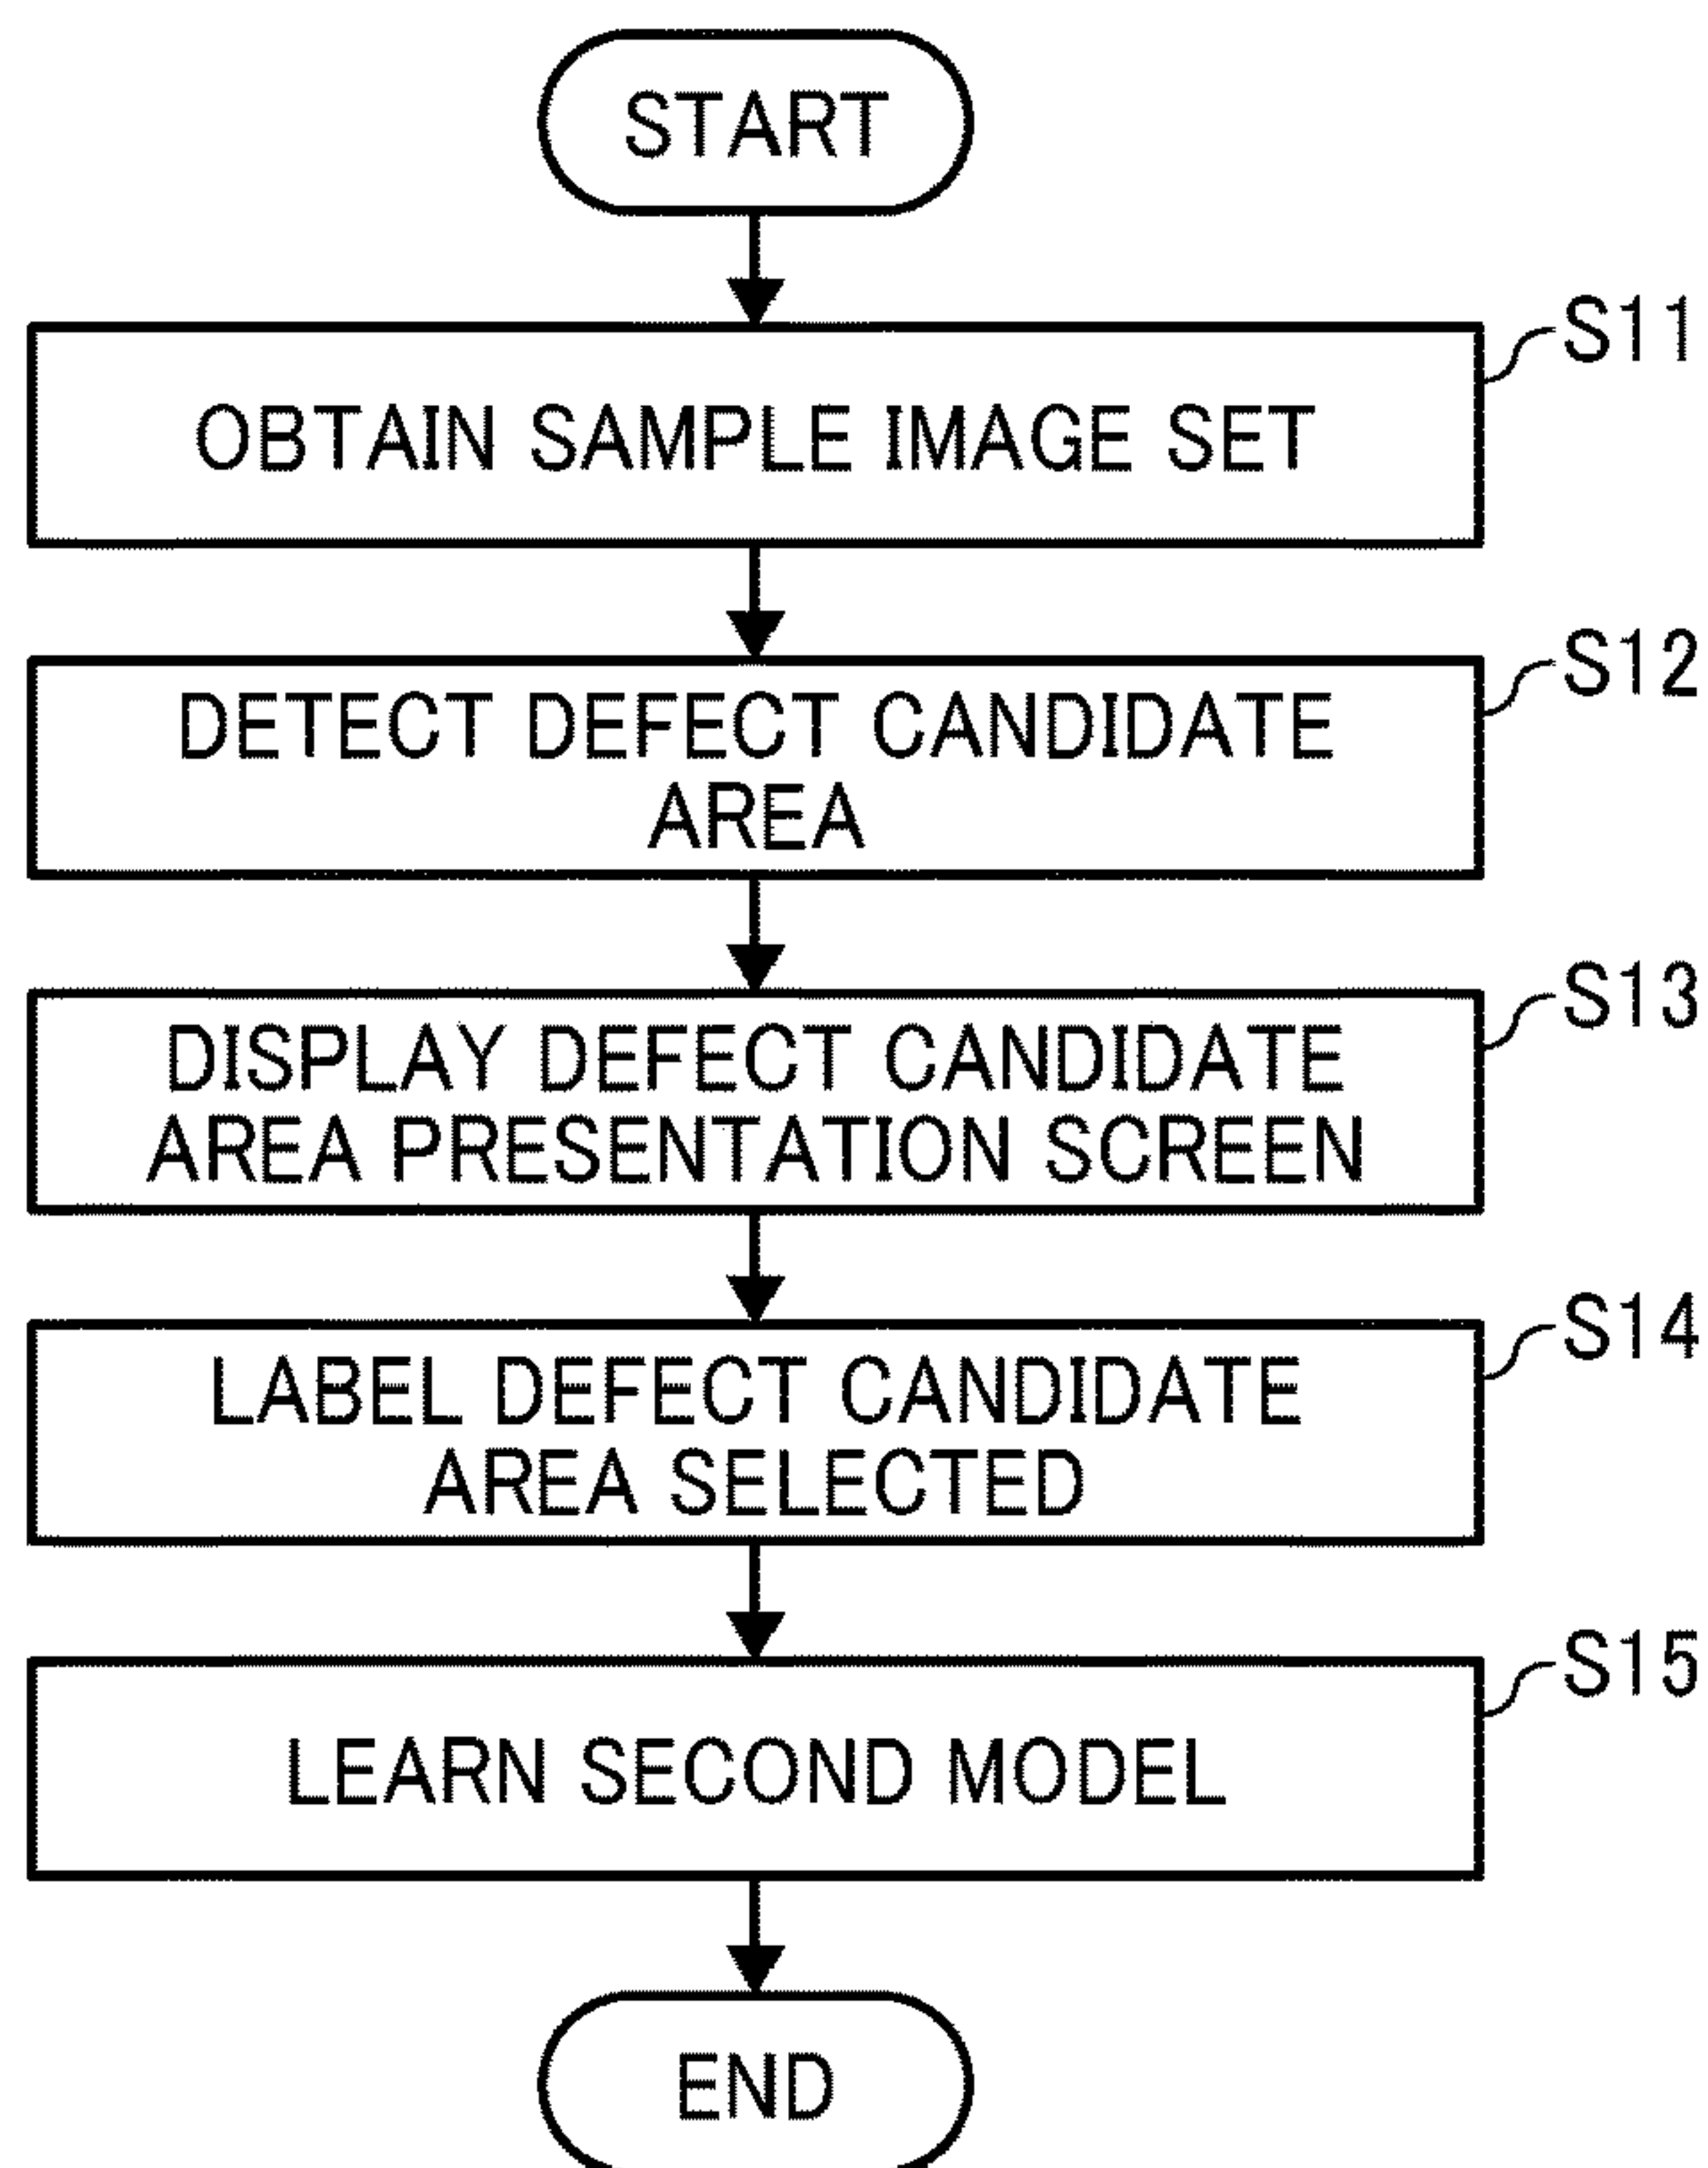 START
S11
OBTAIN SAMPLE IMAGE SET
S12
DETECT DEFECT CANDIDATE
AREA
S13
DISPLAY DEFECT CANDIDATE
AREA PRESENTATION SCREEN
S14
LABEL DEFECT CANDIDATE
AREA SELECTED
S15
LEARN SECOND MODEL
END